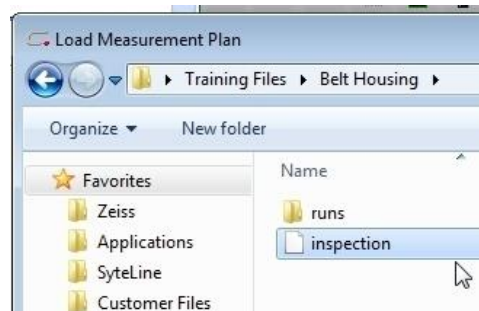 Load Measurement Plan
Training Files Belt Housing
Organize New folder
Favorites
Zeiss
Applications
SyteLine
Customer Files
Name
runs
inspection